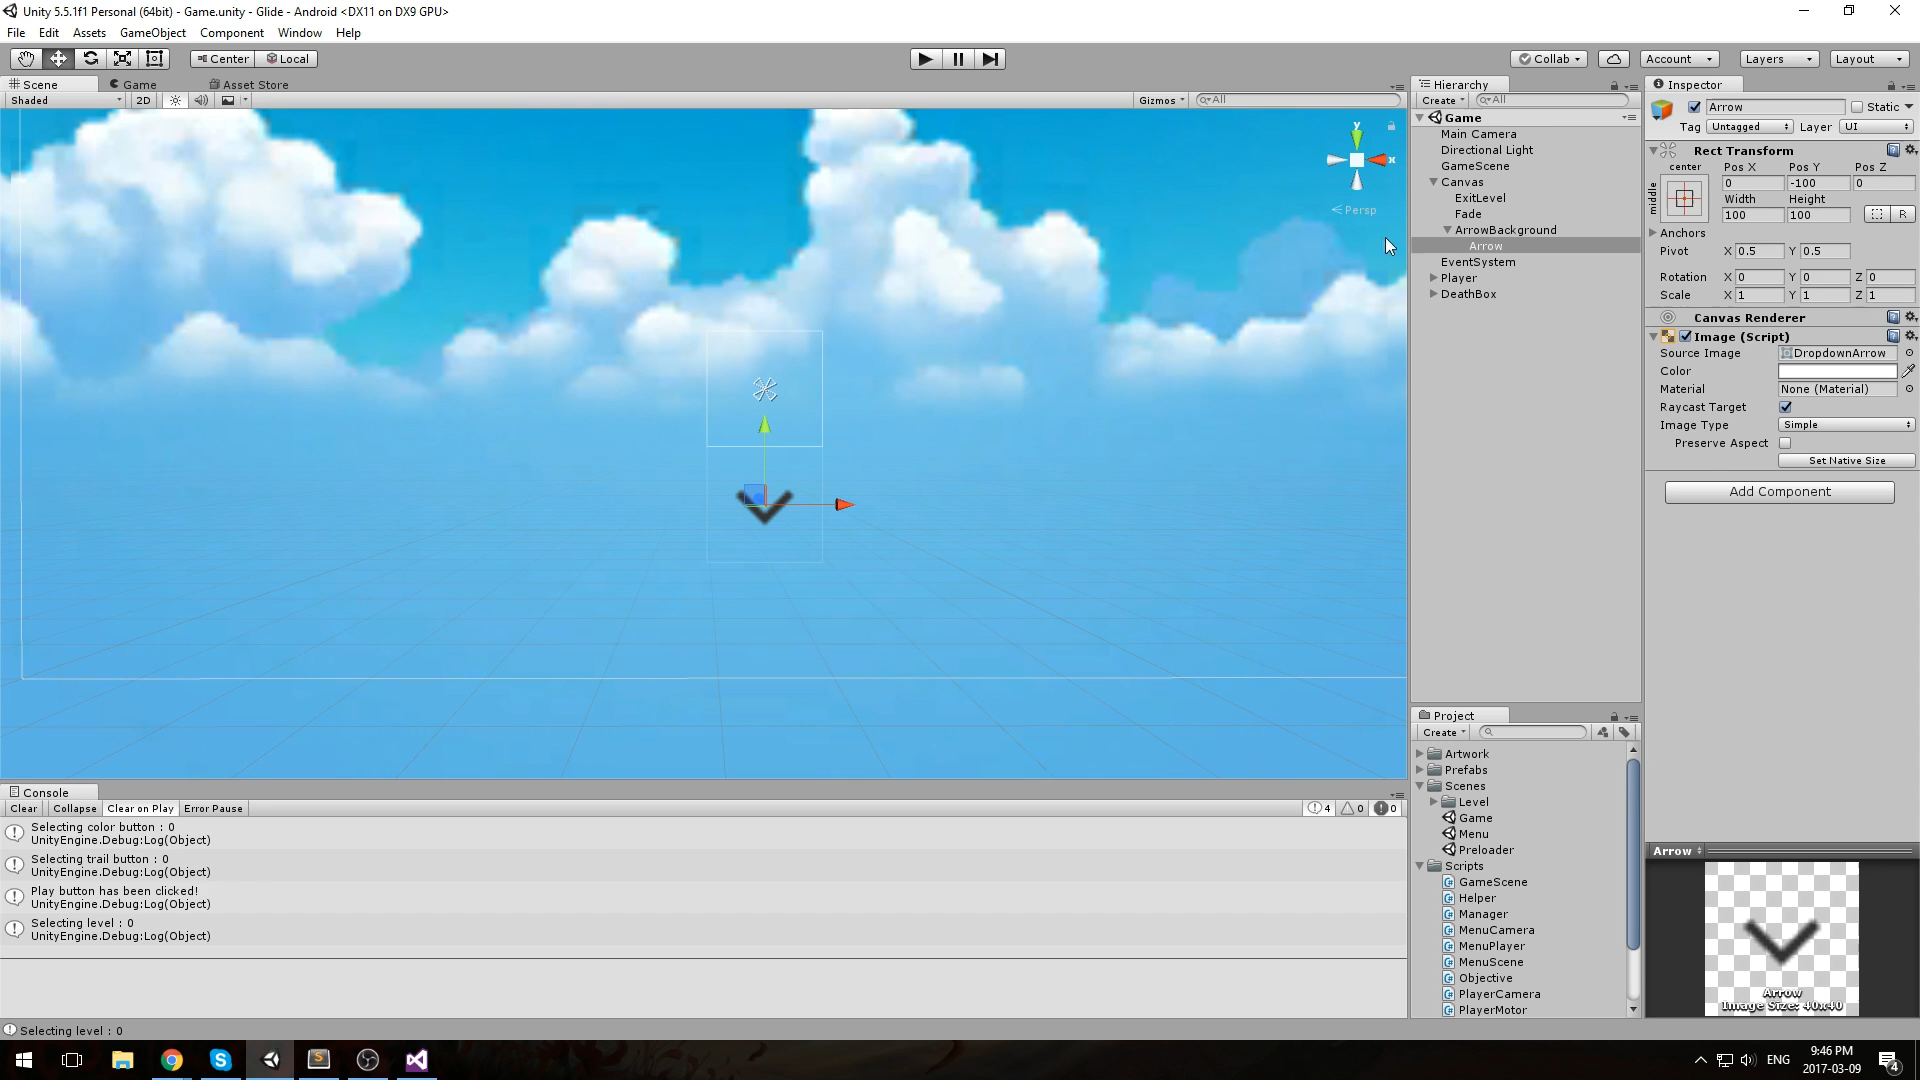 Unity 5.5.1f1 Personal (64bit) - Game.unity - Glide - Android <DX11 on DX9 GPU>
File Edit Assets GameObject Component Window Help
Center Local
Collab Account Layers Layout
Scene Game Asset Store
Shaded 2D Gizmos All
y
x
Persp
Hierarchy
Create All
Game
Main Camera
Directional Light
GameScene
Canvas
ExitLevel
Fade
ArrowBackground
Arrow
EventSystem
Player
DeathBox
Inspector
Arrow Static
Tag Untagged Layer UI
Rect Transform
center Pos X Pos Y Pos Z
middle 0 -100 0
Width Height
100 100 R
Anchors
Pivot X 0.5 Y 0.5
Rotation X 0 Y 0 Z 0
Scale X 1 Y 1 Z 1
Canvas Renderer
Image (Script)
Source Image DropdownArrow
Color
Material None (Material)
Raycast Target
Image Type Simple
Preserve Aspect
Set Native Size
Add Component
Project
Create
Artwork
Prefabs
Scenes
Level
Game
Menu
Preloader
Scripts
GameScene
Helper
Manager
MenuCamera
MenuPlayer
MenuScene
Objective
PlayerCamera
PlayerMotor
Arrow
Arrow
Image Size: 40x40
Console
Clear Collapse Clear on Play Error Pause 4 0 0
Selecting color button : 0
UnityEngine.Debug:Log(Object)
Selecting trail button : 0
UnityEngine.Debug:Log(Object)
Play button has been clicked!
UnityEngine.Debug:Log(Object)
Selecting level : 0
UnityEngine.Debug:Log(Object)
Selecting level : 0
ENG 9:46 PM
2017-03-09
4